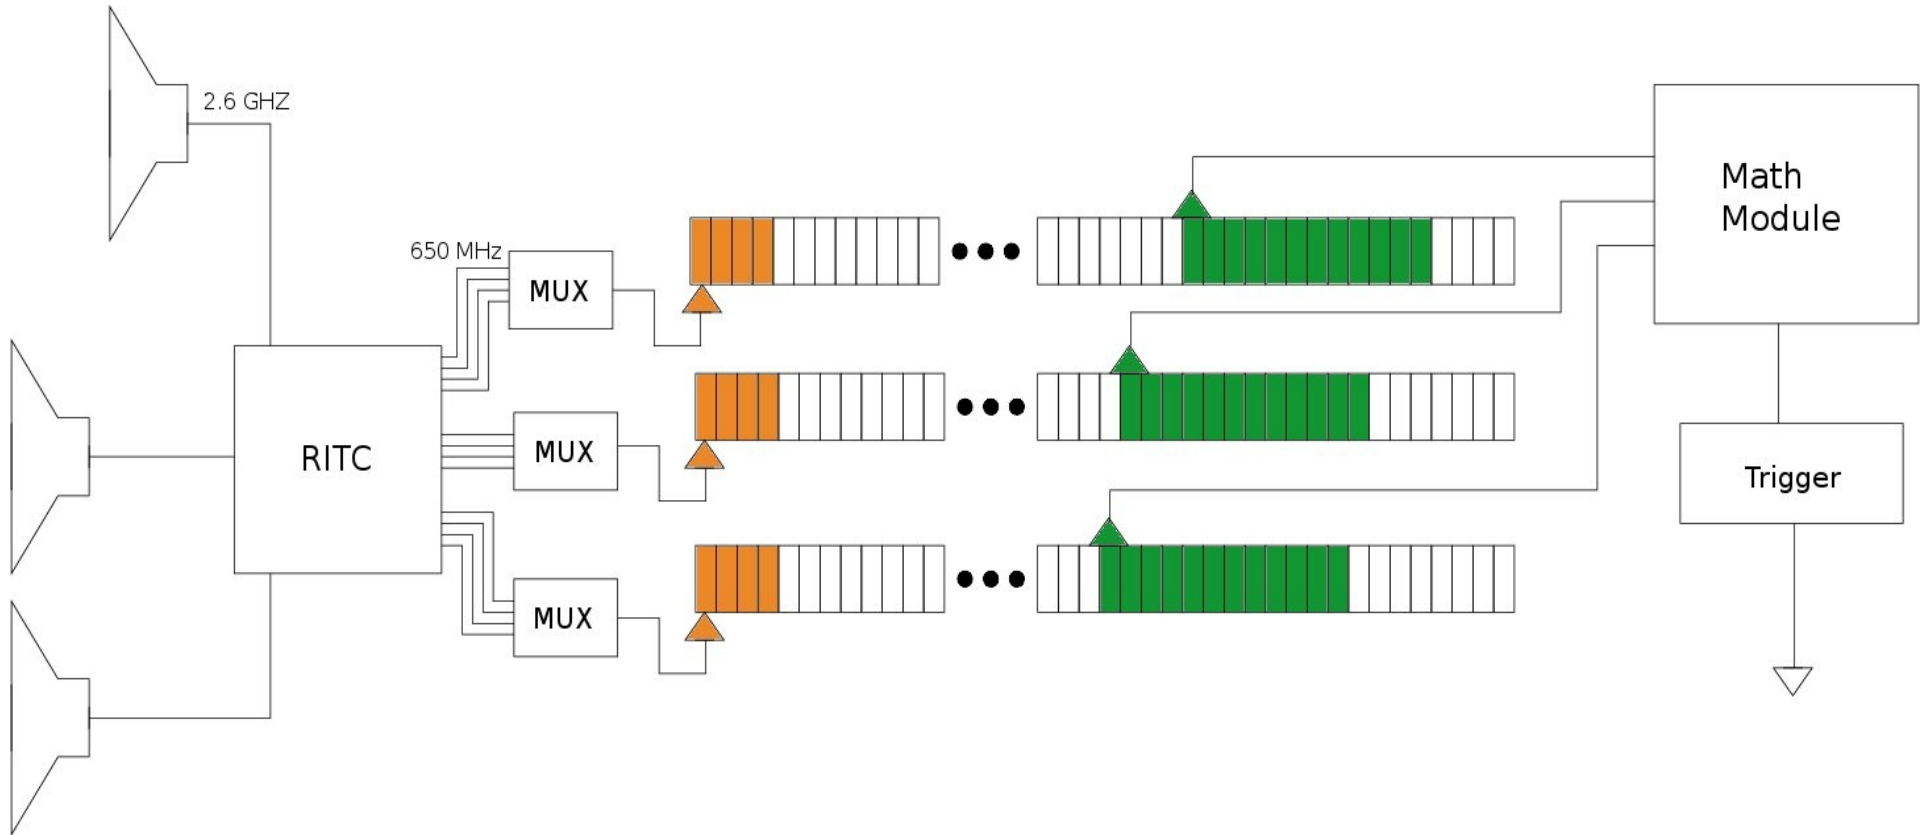 2.6 GHZ
650 MHz
MUX
MUX
MUX
RITC
Math
Module
Trigger